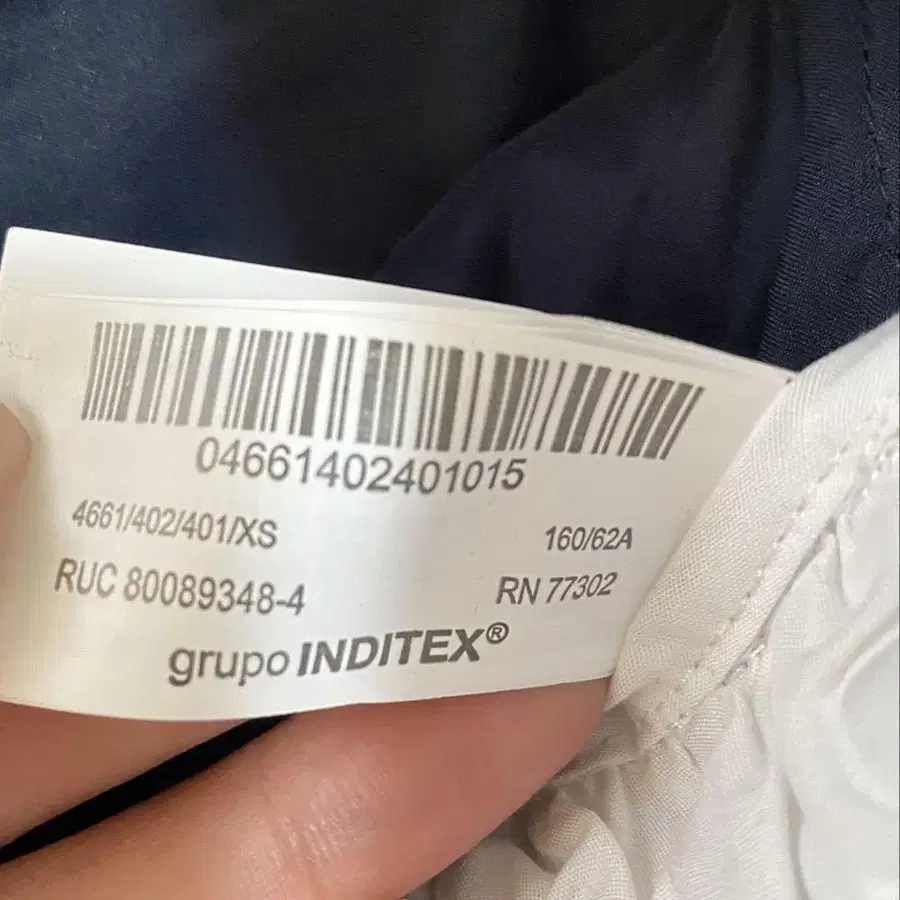 04661402401015
4661/402/401/XS 160/62A
RUC 80089348-4 RN 77302
grupo INDITEX®